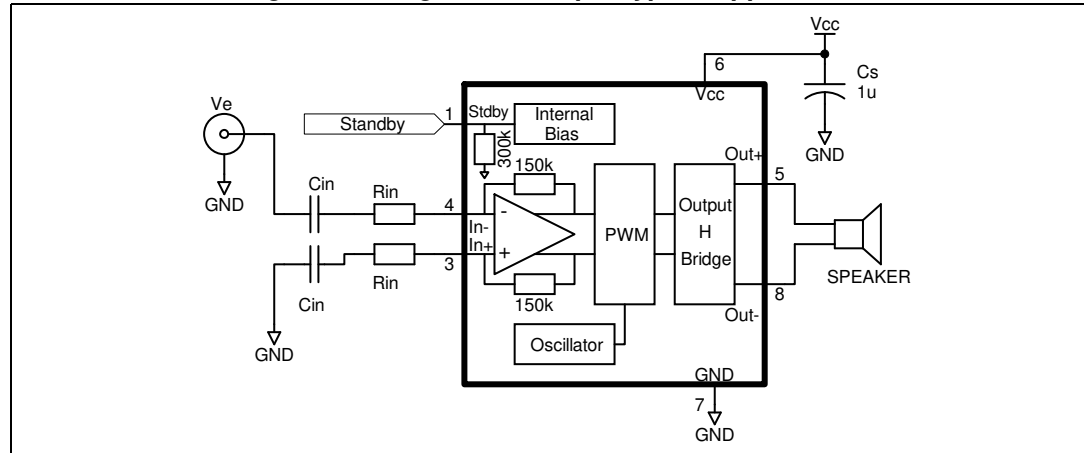 Vcc
6
Cs
1u
Vcc
GND
Ve
GND
Standby
1
Stdby
300k
Internal
Bias
150k
Out+
5
Cin
Rin
4
In-
-
PWM
Output
H
Bridge
SPEAKER
In+
+
3
Cin
Rin
150k
8
Out-
GND
Oscillator
GND
7
GND